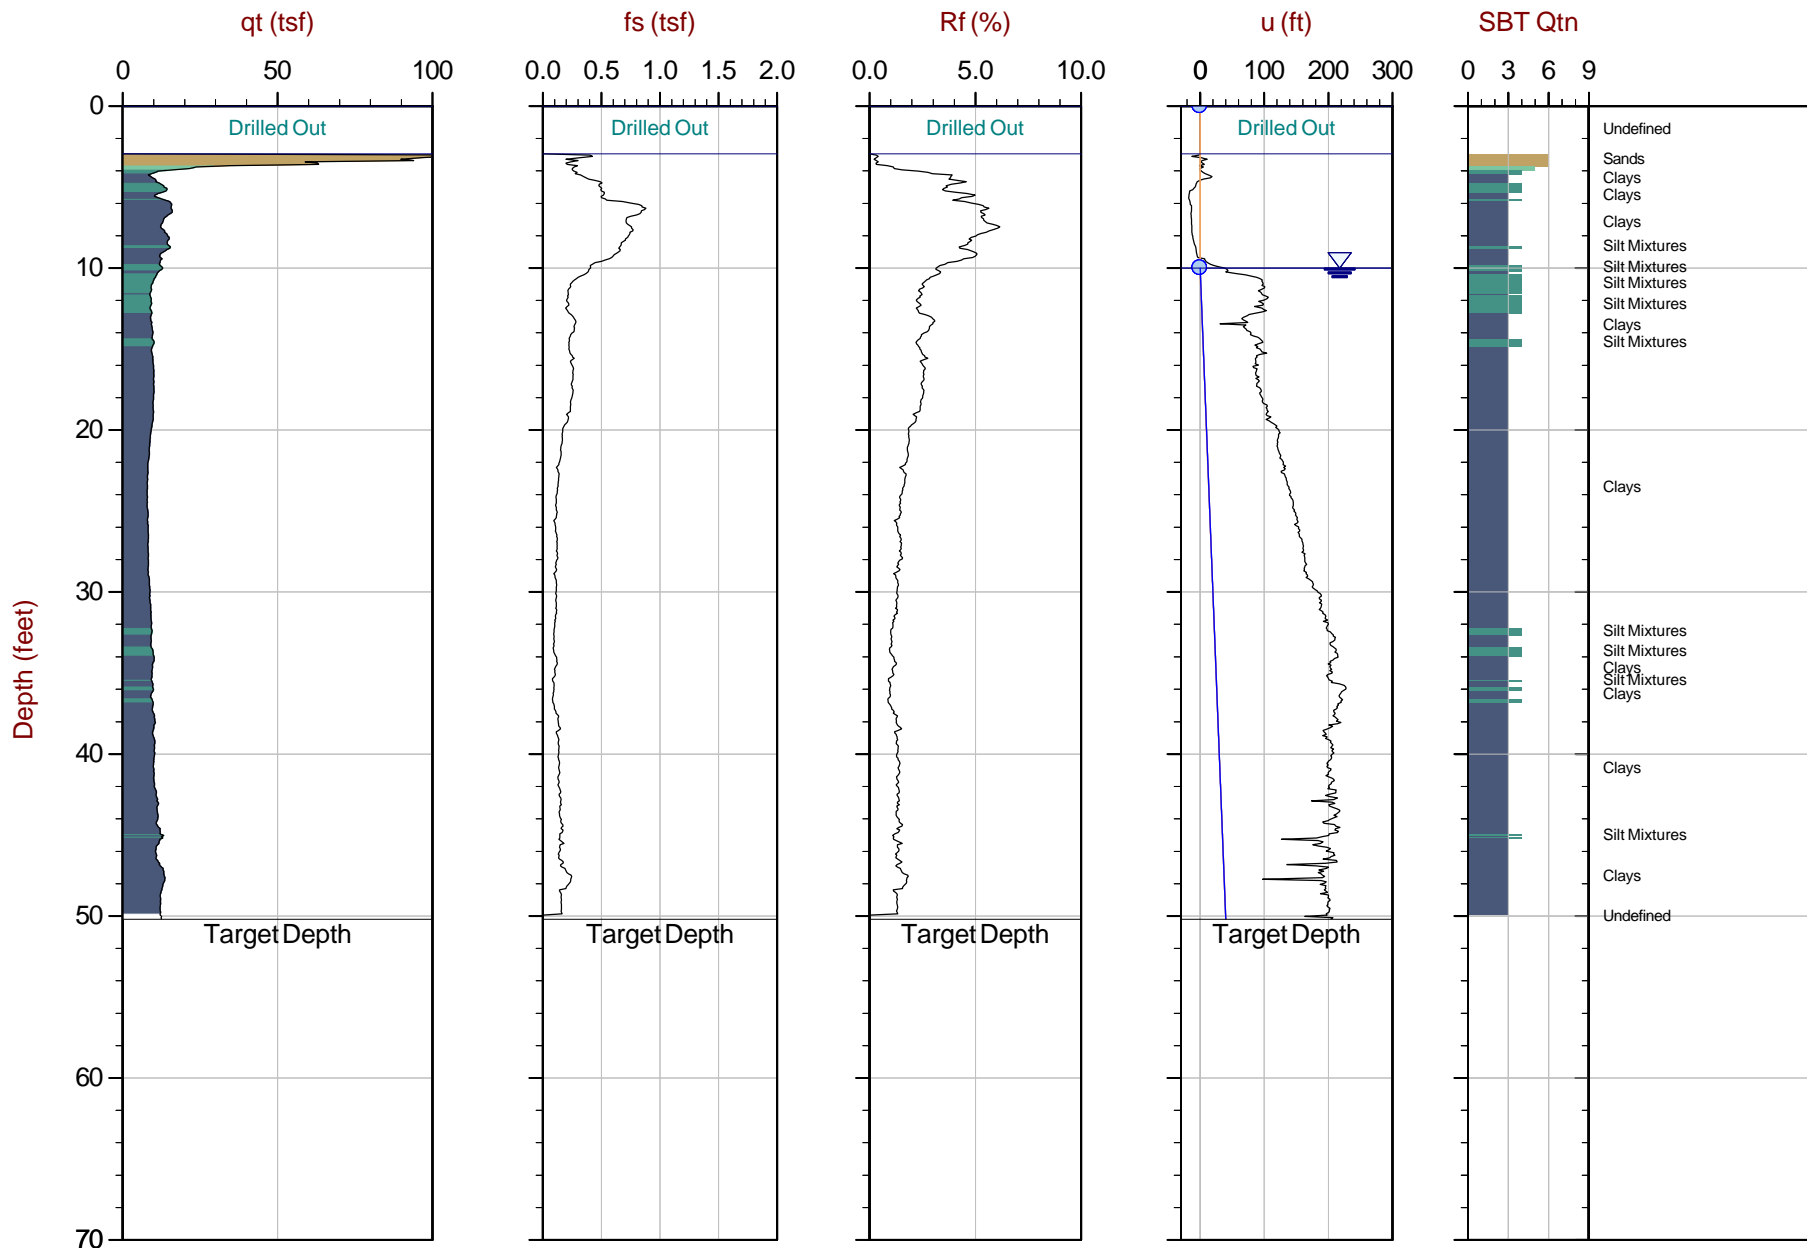 qt (tsf) fs (tsf) Rf (%) u (ft) SBT Qtn
0 50 100 0.0 0.5 1.0 1.5 2.0 0.0 5.0 10.0 0 100 200 300 0 3 6 9
0
Drilled Out Drilled Out Drilled Out Drilled Out Undefined
Sands
Clays
Clays
Clays
Silt Mixtures
10 Silt Mixtures
Silt Mixtures
Silt Mixtures
Clays
Silt Mixtures
20
Clays
30
Silt Mixtures
Silt Mixtures
Clays
Silt Mixtures
Clays
Depth (feet)
40
Clays
Silt Mixtures
Clays
50 Undefined
Target Depth Target Depth Target Depth Target Depth
60
70